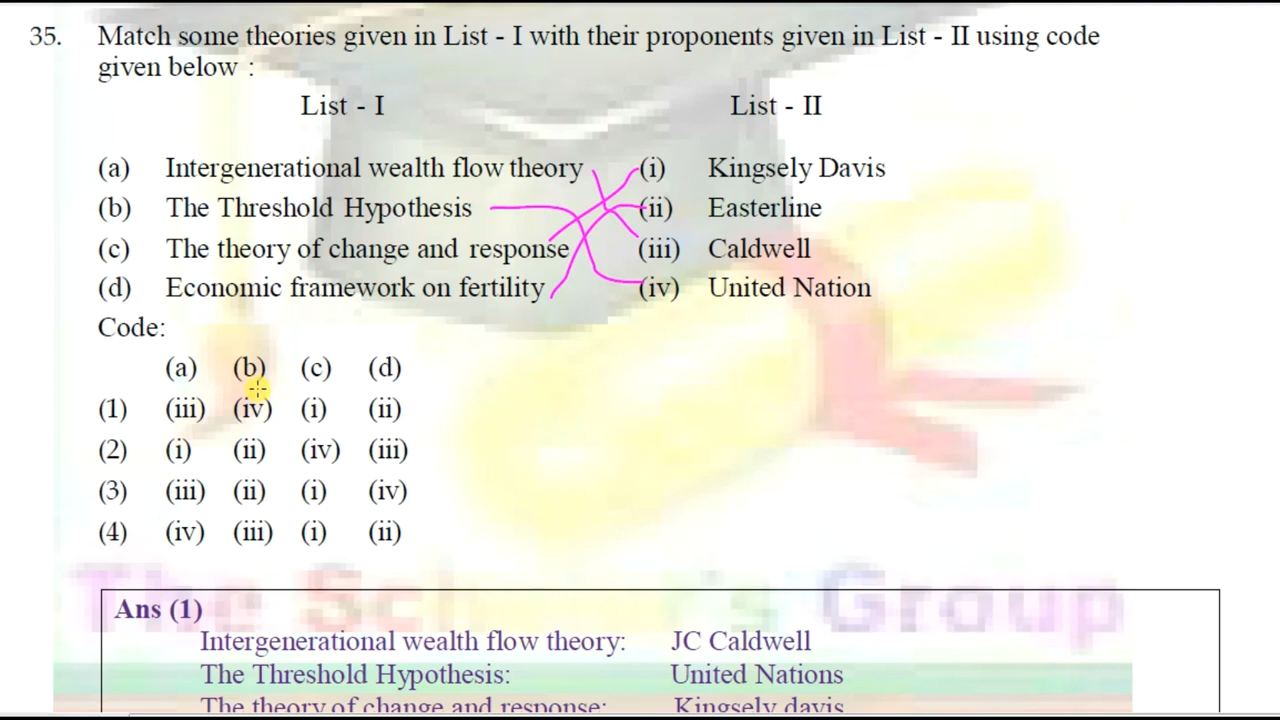 35. Match some theories given in List - I with their proponents given in List - II using code
given below :
List - I List - II
(a) Intergenerational wealth flow theory (i) Kingsely Davis
(b) The Threshold Hypothesis (ii) Easterline
(c) The theory of change and response (iii) Caldwell
(d) Economic framework on fertility (iv) United Nation
Code:
(a) (b) (c) (d)
(1) (iii) (iv) (i) (ii)
(2) (i) (ii) (iv) (iii)
(3) (iii) (ii) (i) (iv)
(4) (iv) (iii) (i) (ii)
The Scholar's Group
Ans (1)
Intergenerational wealth flow theory: JC Caldwell
The Threshold Hypothesis: United Nations
The theory of change and response: Kingsely davis